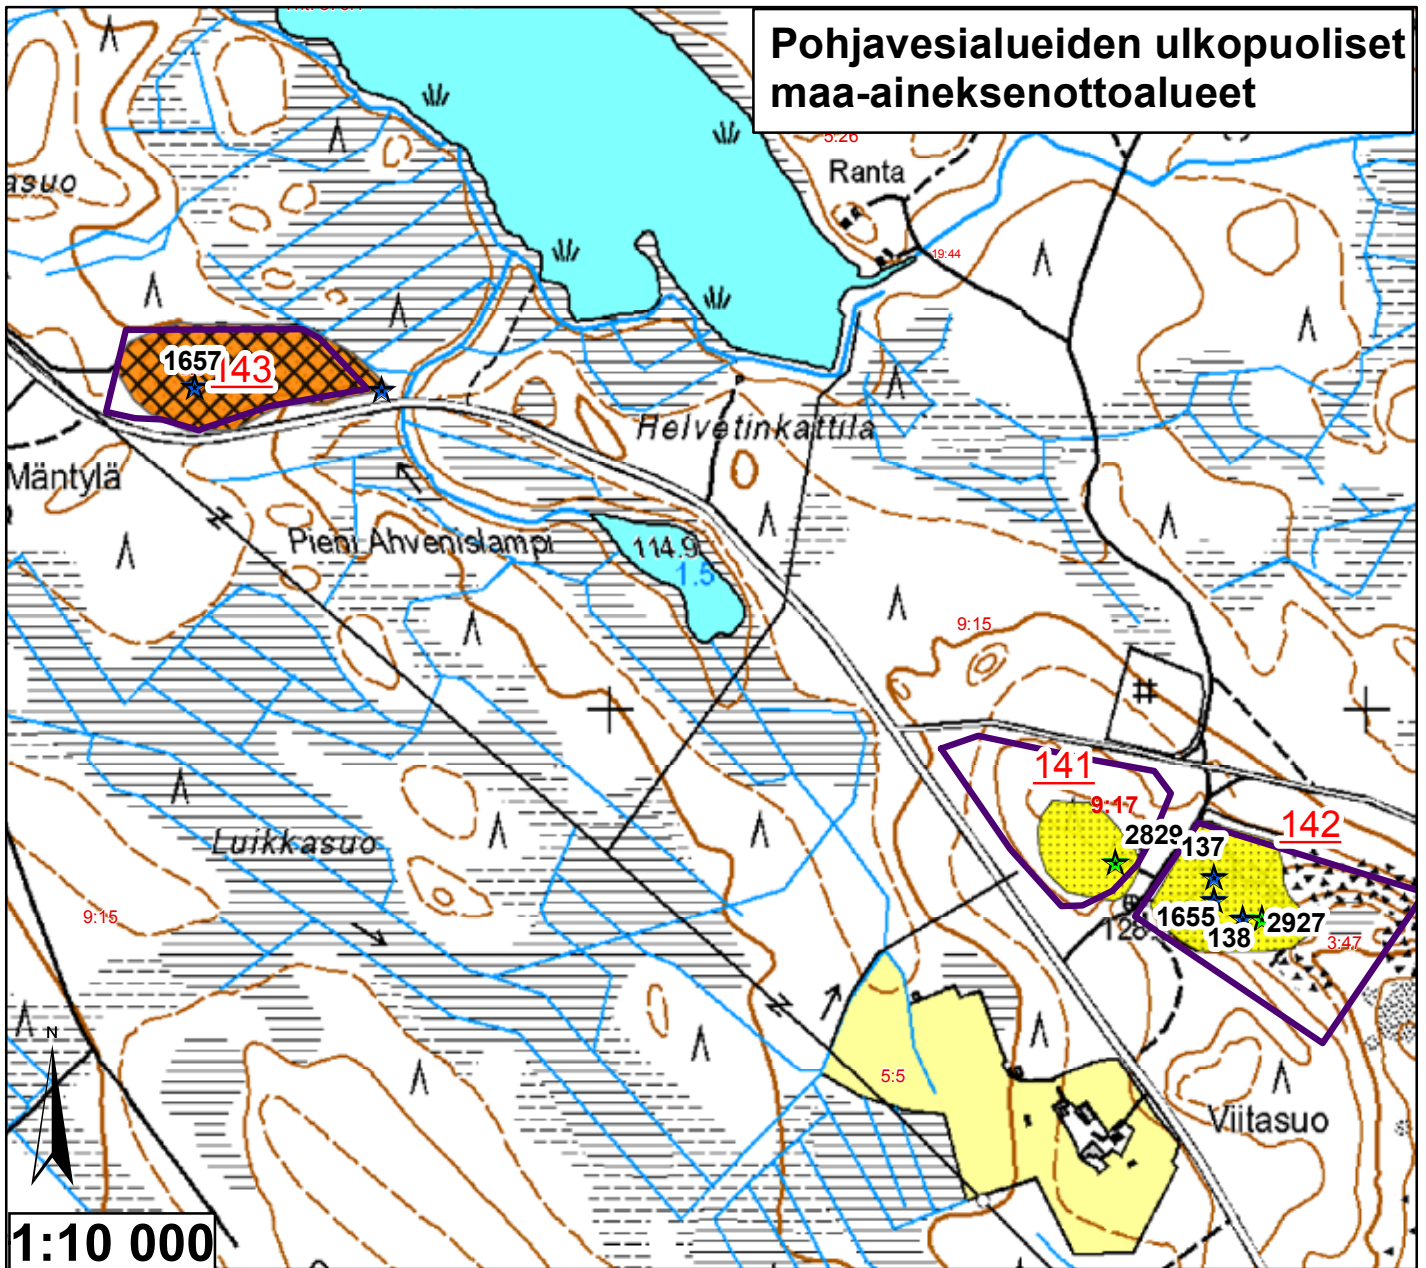 Pohjavesialueiden ulkopuoliset
maa-aineksenottoalueet
5:26
Ranta
asuo
19:44
1657
143
Helvetinkattila
Mäntylä
Pieni Ahvenislampi
114.9
1.5
9:15
141
9:17
142
2829
137
Luikkasuo
9:15
1655
138
2927
128
3:47
5:5
Viitasuo
N
1:10 000